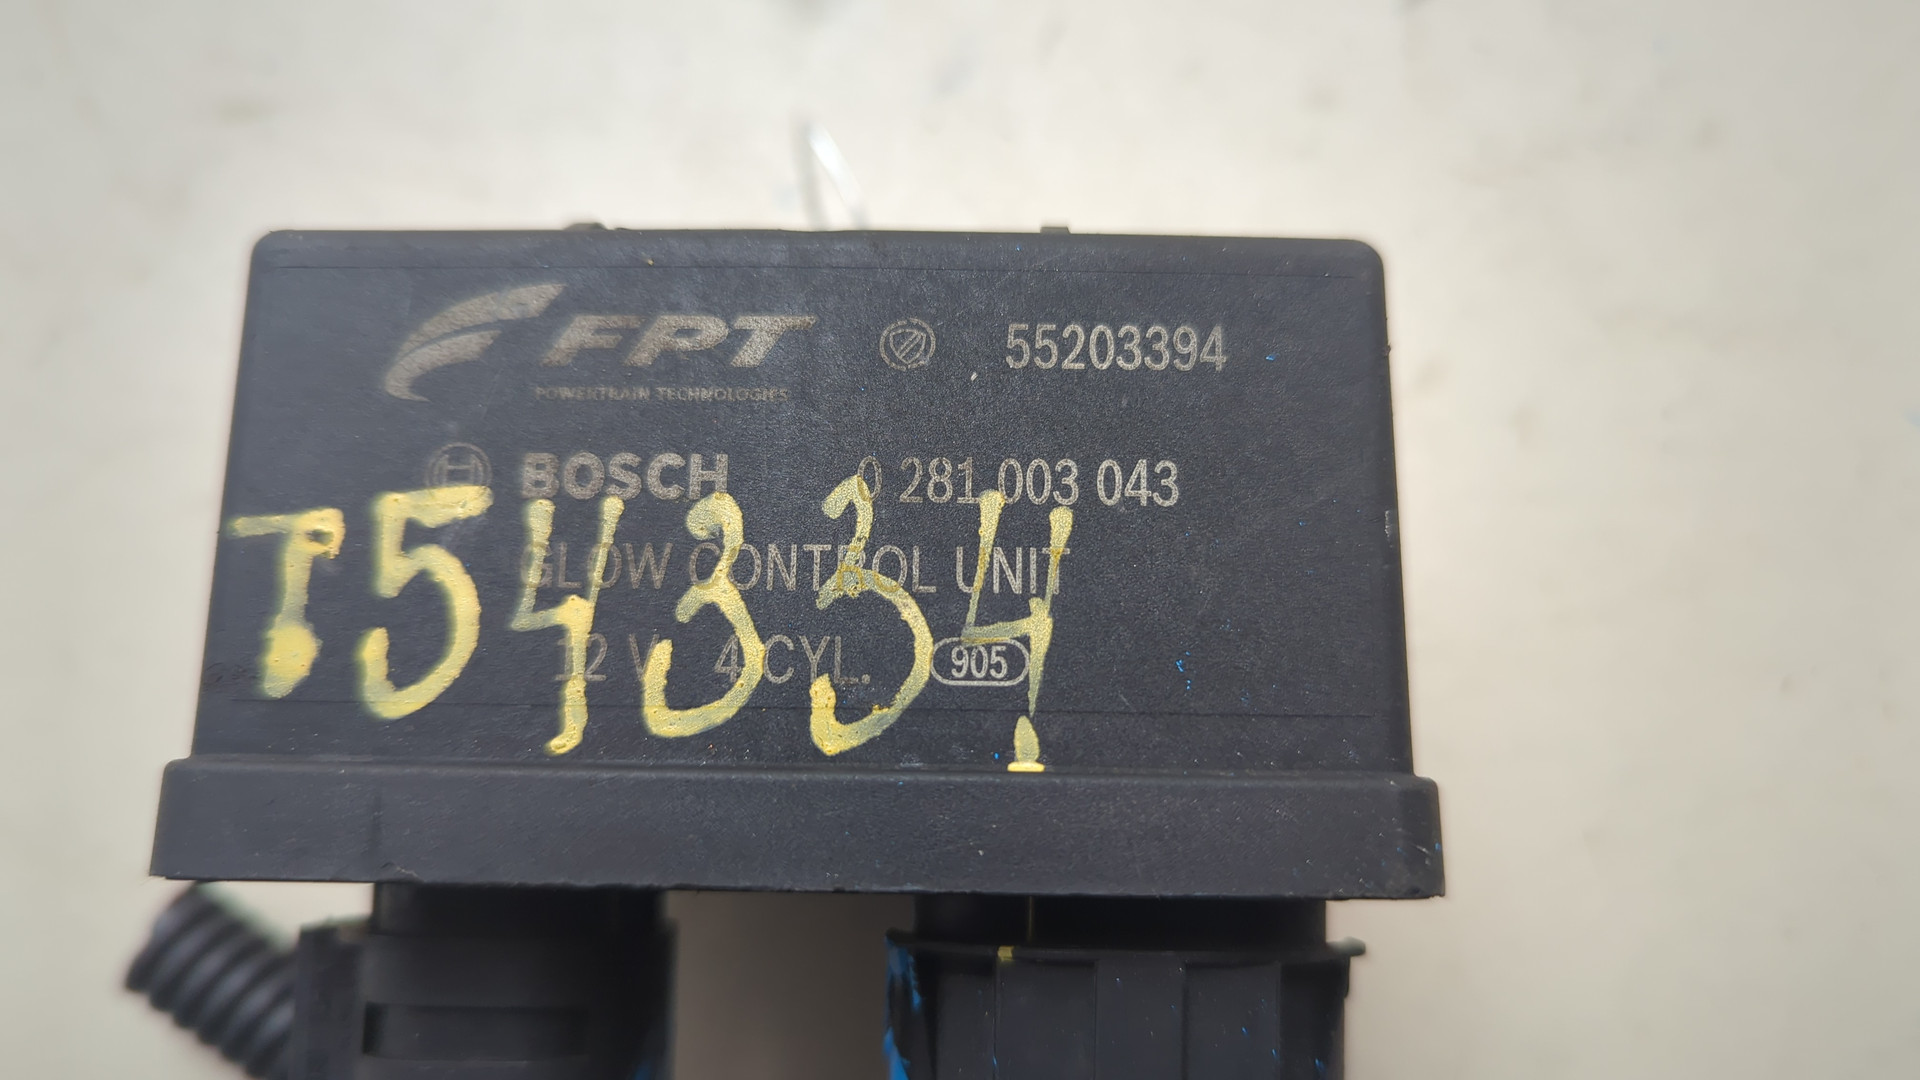 FPT 55203394
POWERTRAIN TECHNOLOGIES
BOSCH 0 281 003 043
T54334
GLOW CONTROL UNIT
12 V 4 CYL. 905